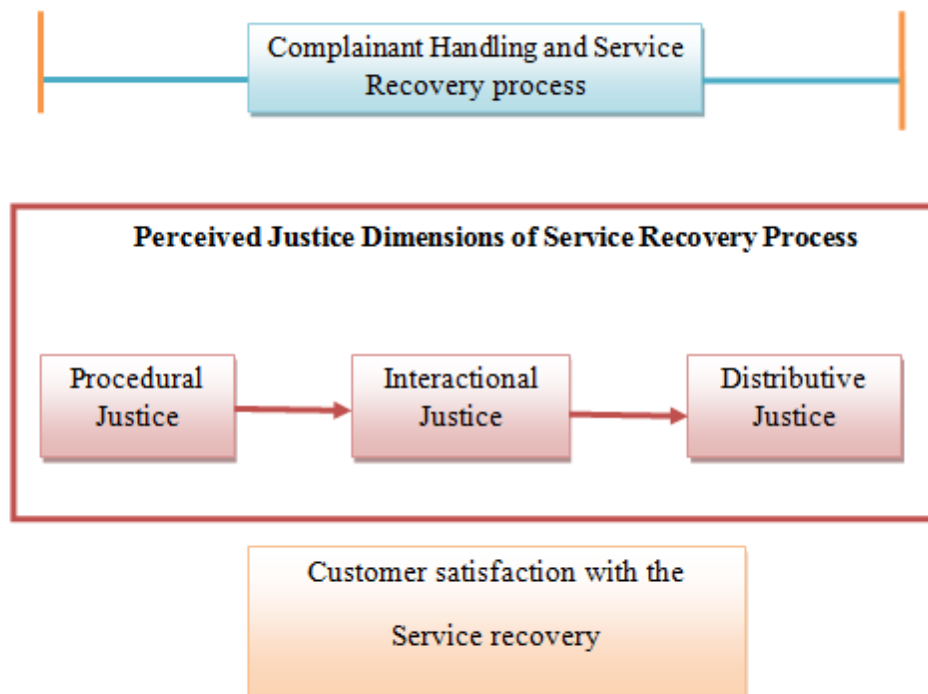 Complainant Handling and Service
Recovery process
Perceived Justice Dimensions of Service Recovery Process
Procedural
Justice
Interactional
Justice
Distributive
Justice
Customer satisfaction with the
Service recovery